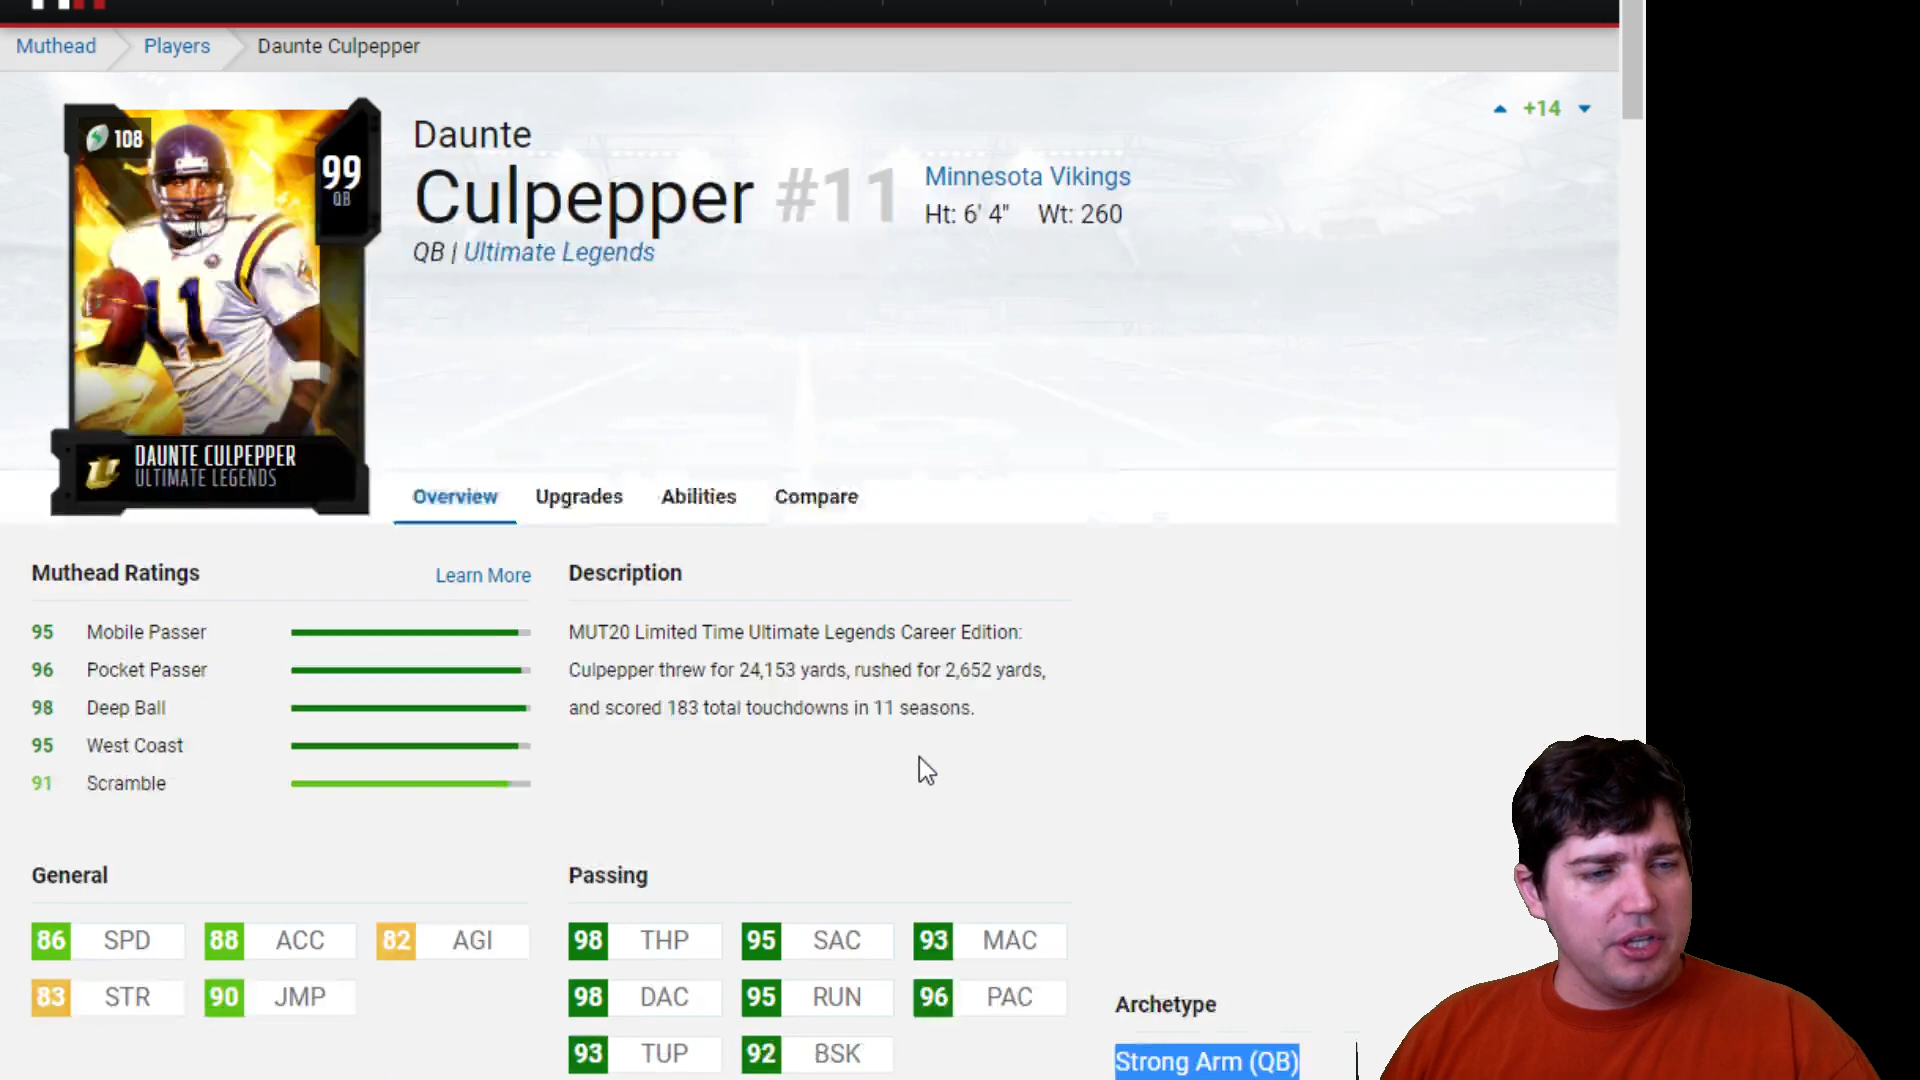 Muthead
Players
Daunte Culpepper
108
99
QB
11
DAUNTE CULPEPPER
ULTIMATE LEGENDS
Daunte
Culpepper #11
QB | Ultimate Legends
Minnesota Vikings
Ht: 6' 4" Wt: 260
+14
Overview
Upgrades
Abilities
Compare
Muthead Ratings
Learn More
95 Mobile Passer
96 Pocket Passer
98 Deep Ball
95 West Coast
91 Scramble
Description
MUT20 Limited Time Ultimate Legends Career Edition:
Culpepper threw for 24,153 yards, rushed for 2,652 yards,
and scored 183 total touchdowns in 11 seasons.
General
86 SPD 88 ACC 82 AGI
83 STR 90 JMP
Passing
98 THP 95 SAC 93 MAC
98 DAC 95 RUN 96 PAC
93 TUP 92 BSK
Archetype
Strong Arm (QB)